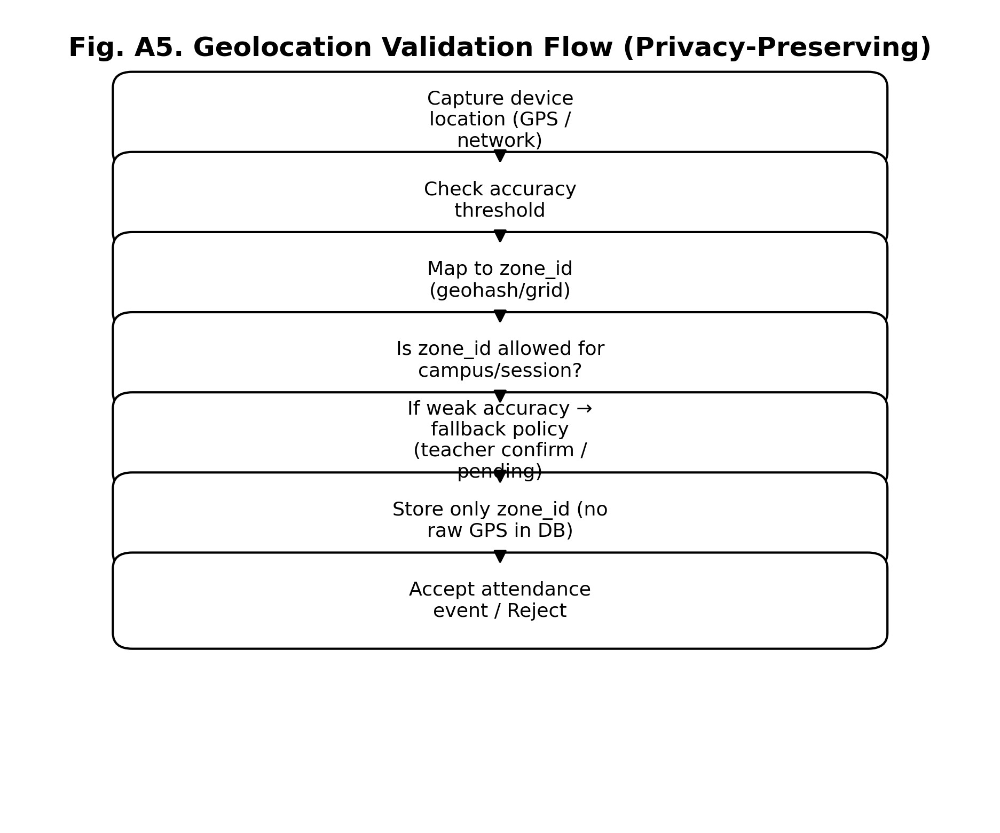 Fig. A5. Geolocation Validation Flow (Privacy-Preserving)
Capture device
location (GPS /
network)
Check accuracy
threshold
Map to zone_id
(geohash/grid)
Is zone_id allowed for
campus/session?
If weak accuracy →
fallback policy
(teacher confirm /
pending)
Store only zone_id (no
raw GPS in DB)
Accept attendance
event / Reject